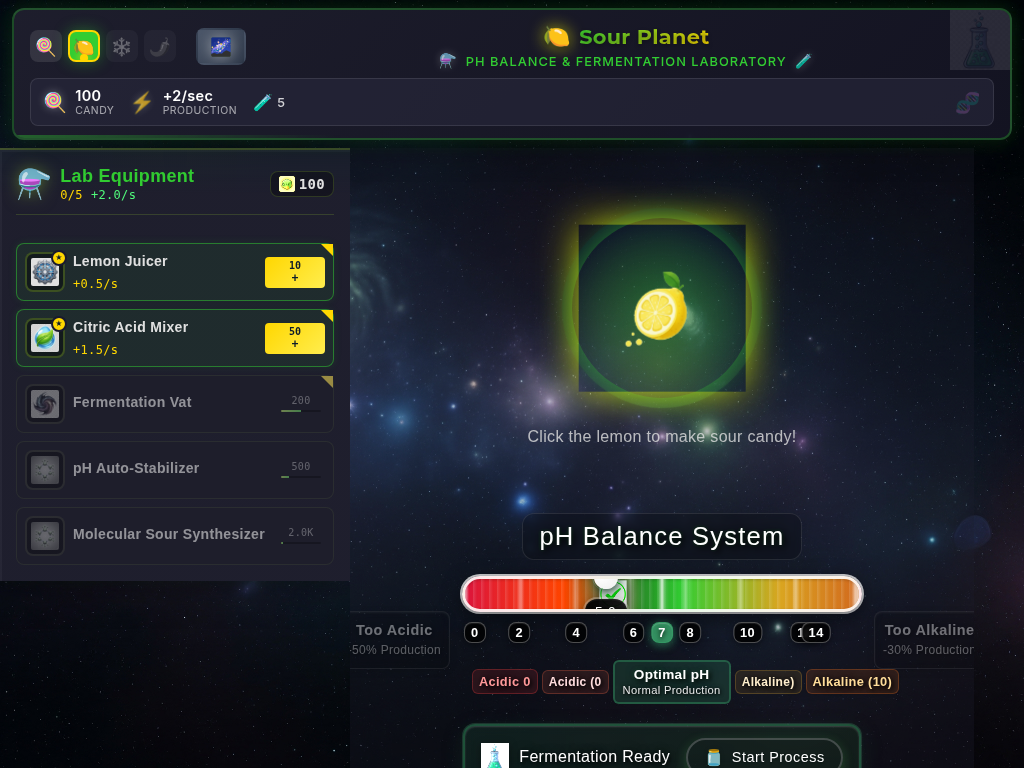 Sour Planet
PH BALANCE & FERMENTATION LABORATORY
100
CANDY
+2/sec
PRODUCTION
5
Lab Equipment
0/5 +2.0/s
100
Lemon Juicer
+0.5/s
10
+
Citric Acid Mixer
+1.5/s
50
+
Fermentation Vat
200
pH Auto-Stabilizer
500
Molecular Sour Synthesizer
2.0K
Click the lemon to make sour candy!
pH Balance System
0 2 4 6 7 8 10 14
Too Acidic
-50% Production
Too Alkaline
-30% Production
Acidic 0
Acidic (0
Optimal pH
Normal Production
Alkaline)
Alkaline (10)
Fermentation Ready
Start Process